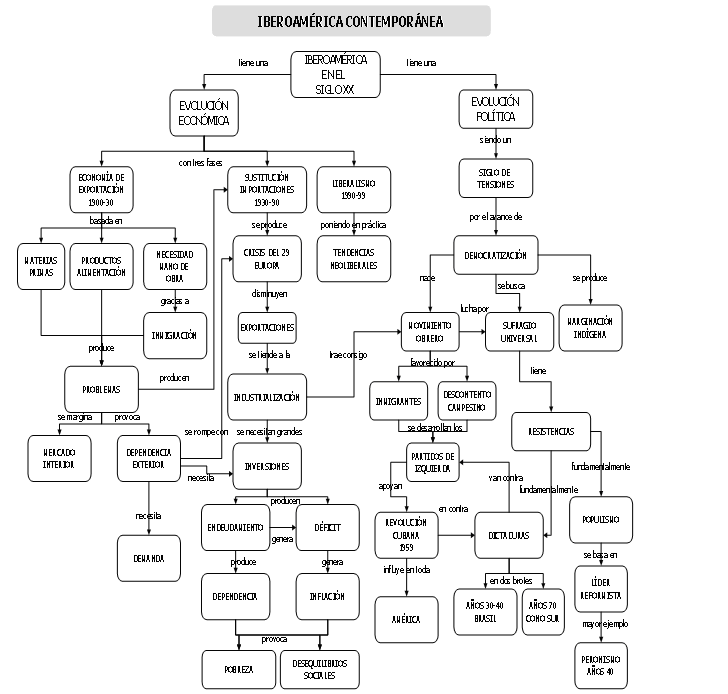 IBEROAMÉRICA CONTEMPORÁNEA
IBEROAMÉRICA
EN EL
SIGLO XX
tiene una
tiene una
EVOLUCIÓN
ECONÓMICA
EVOLUCIÓN
POLÍTICA
con tres fases
siendo un
ECONOMÍA DE
EXPORTACIÓN
1900-30
SUSTITUCIÓN
IMPORTACIONES
1930-90
LIBERALISMO
1990-99
SIGLO DE
TENSIONES
basada en
se produce
poniendo en práctica
por el avance de
MATERIAS
PRIMAS
PRODUCTOS
ALIMENTACIÓN
NECESIDAD
MANO DE
OBRA
CRISIS DEL 29
EUROPA
TENDENCIAS
NEOLIBERALES
DEMOCRATIZACIÓN
gracias a
disminuyen
nace
se busca
se produce
INMIGRACIÓN
EXPORTACIONES
MOVIMIENTO
OBRERO
lucha por
SUFRAGIO
UNIVERSAL
MARGINACIÓN
INDÍGENA
produce
se tiende a la
trae consigo
favorecido por
tiene
PROBLEMAS
producen
INDUSTRIALIZACIÓN
INMIGRANTES
DESCONTENTO
CAMPESINO
se margina
provoca
se rompe con
se necesitan grandes
se desarrollan los
RESISTENCIAS
MERCADO
INTERIOR
DEPENDENCIA
EXTERIOR
necesita
INVERSIONES
PARTIDOS DE
IZQUIERDA
fundamentalmente
apoyan
van contra
fundamentalmente
necesita
producen
ENDEUDAMIENTO
genera
DÉFICIT
REVOLUCIÓN
CUBANA
1959
en contra
DICTADURAS
POPULISMO
DEMANDA
produce
genera
influye en toda
en dos brotes
se basa en
DEPENDENCIA
INFLACIÓN
AMÉRICA
AÑOS 30-40
BRASIL
AÑOS 70
CONO SUR
LÍDER
REFORMISTA
provoca
mayor ejemplo
POBREZA
DESEQUILIBRIOS
SOCIALES
PERONISMO
AÑOS 40